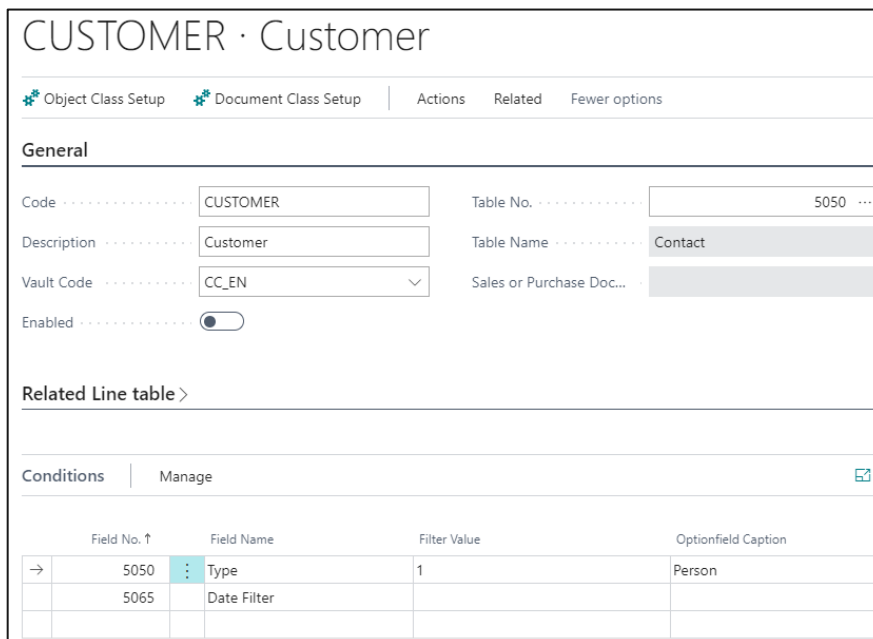 CUSTOMER · Customer
Object Class Setup Document Class Setup Actions Related Fewer options
General
Code CUSTOMER Table No. 5050 ...
Description Customer Table Name Contact
Vault Code CC_EN Sales or Purchase Doc...
Enabled
Related Line table
Conditions Manage
Field No. ↑ Field Name Filter Value Optionfield Caption
5050 Type 1 Person
5065 Date Filter